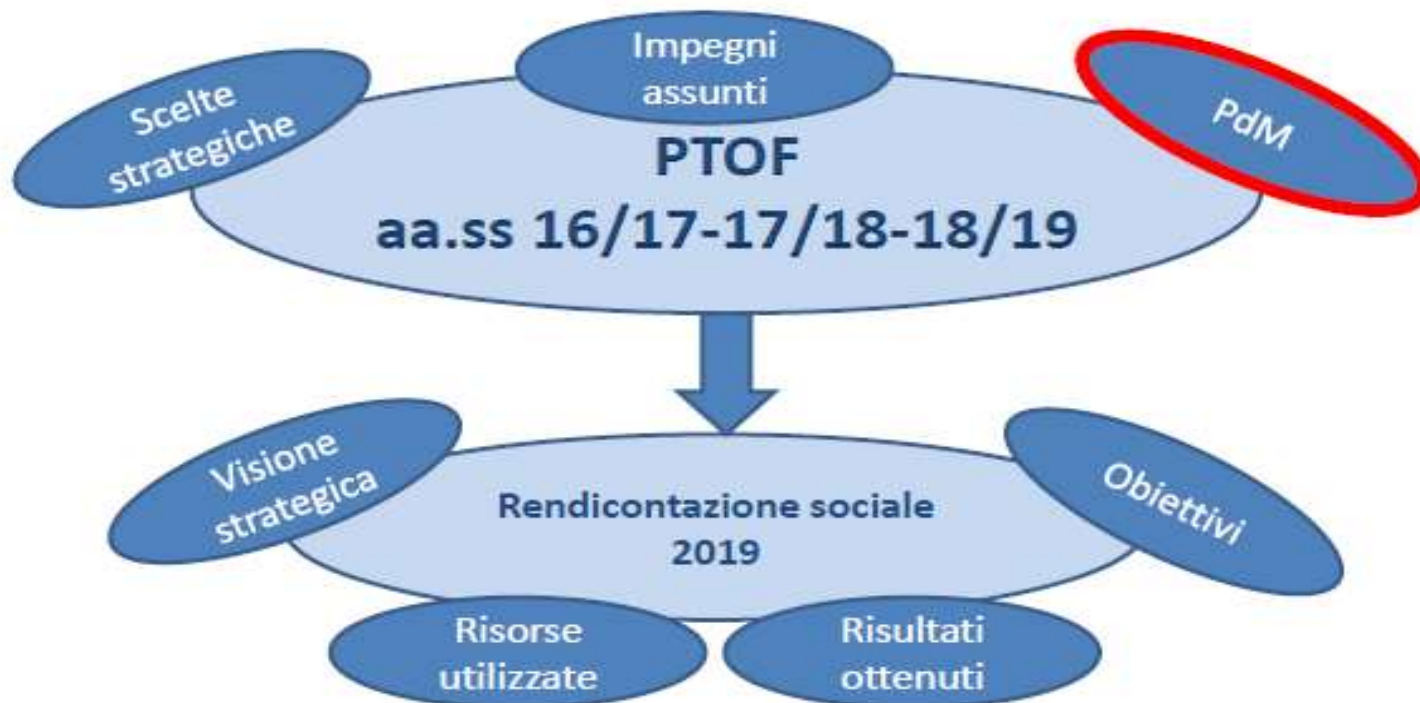 Impegni
assunti
Scelte
strategiche
PdM
PTOF
aa.ss 16/17-17/18-18/19
Visione
strategica
Obiettivi
Rendicontazione sociale
2019
Risorse
utilizzate
Risultati
ottenuti